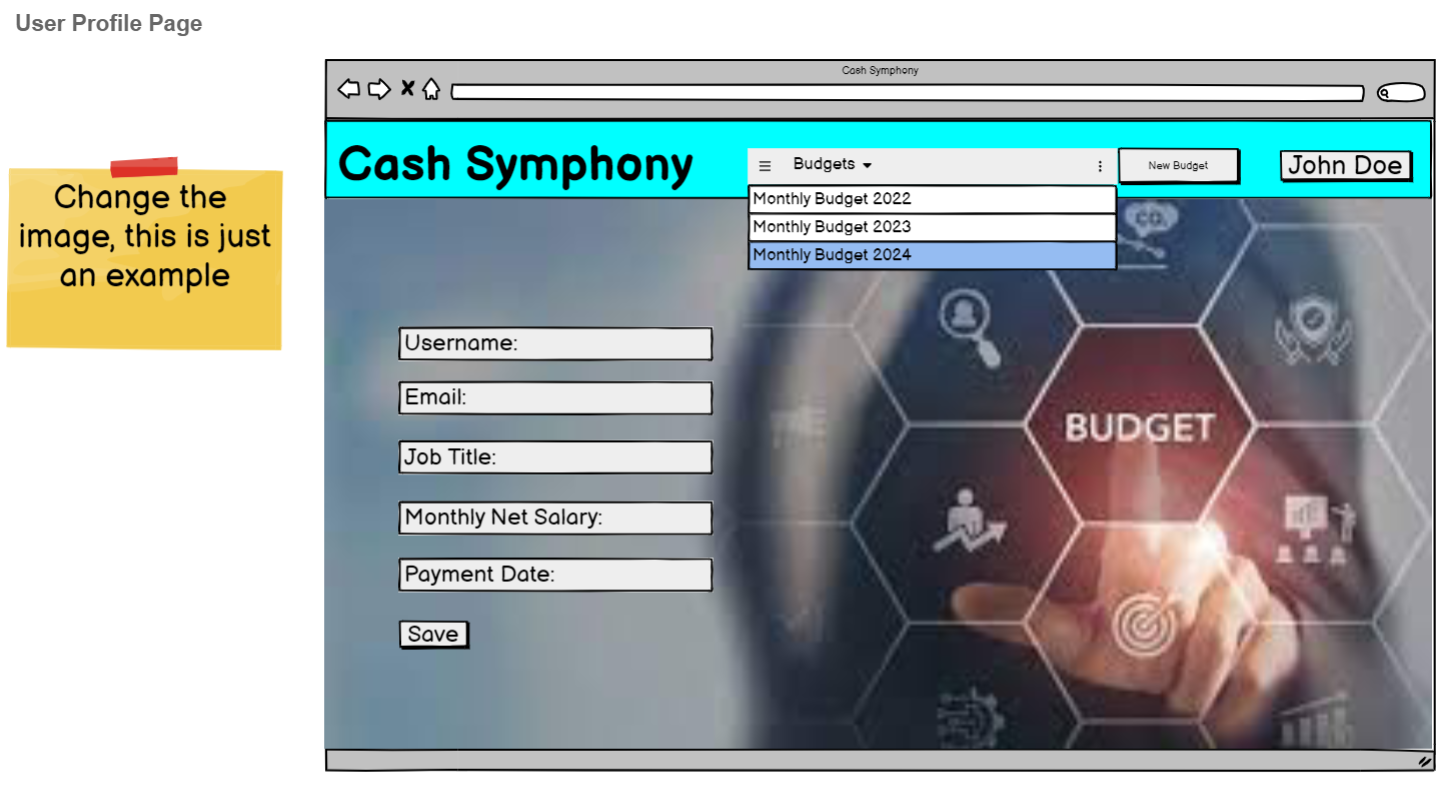 User Profile Page
Change the
image, this is just
an example
Cash Symphony
Cash Symphony
Budgets
New Budget
John Doe
Monthly Budget 2022
Monthly Budget 2023
Monthly Budget 2024
CO₂
Username:
Email:
BUDGET
Job Title:
Monthly Net Salary:
Payment Date:
Save